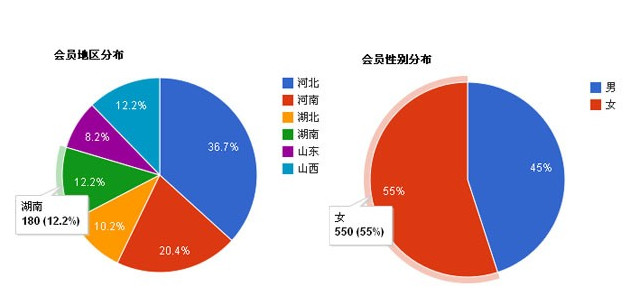 会员地区分布
36.7%
20.4%
10.2%
12.2%
8.2%
12.2%
河北
河南
湖北
湖南
山东
山西
湖南
180 (12.2%)
会员性别分布
45%
55%
男
女
女
550 (55%)